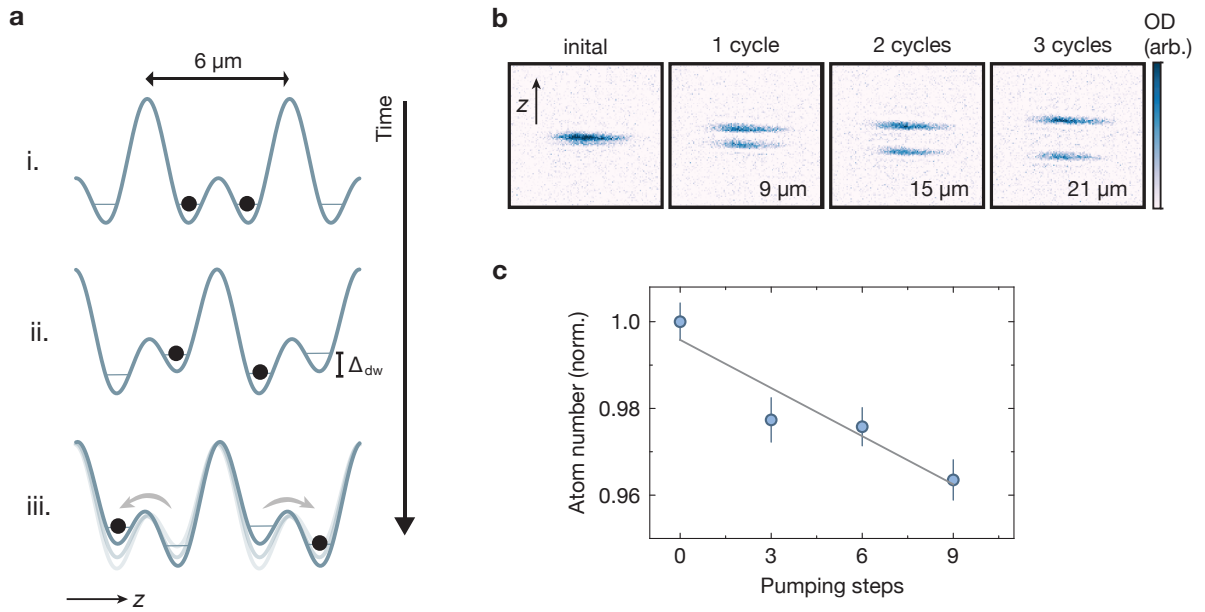 a
6 µm
Time
i.
ii.
Δdw
iii.
z
b
inital
1 cycle
2 cycles
3 cycles
OD
(arb.)
z
9 µm
15 µm
21 µm
c
Atom number (norm.)
1.0
0.98
0.96
0
3
6
9
Pumping steps